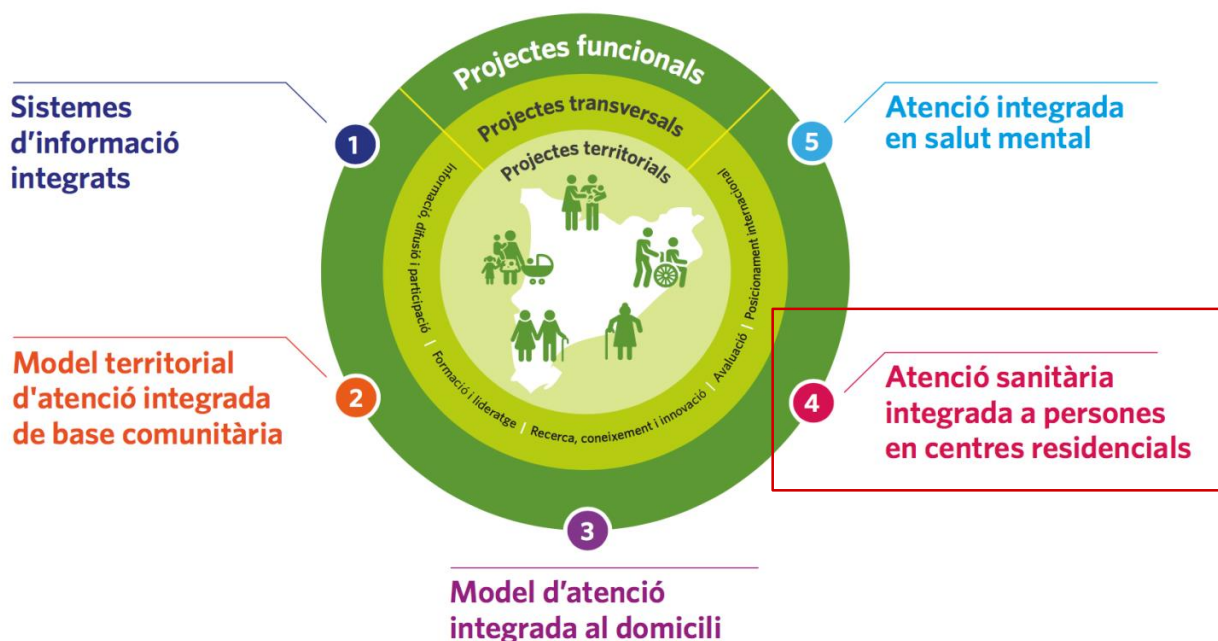 Projectes funcionals
Projectes transversals
Projectes territorials
Informació, difusió i participació | Formació i lideratge | Recerca, coneixement i innovació | Avaluació | Posicionament internacional
1
Sistemes
d’informació
integrats
2
Model territorial
d'atenció integrada
de base comunitària
3
Model d’atenció
integrada al domicili
4
Atenció sanitària
integrada a persones
en centres residencials
5
Atenció integrada
en salut mental